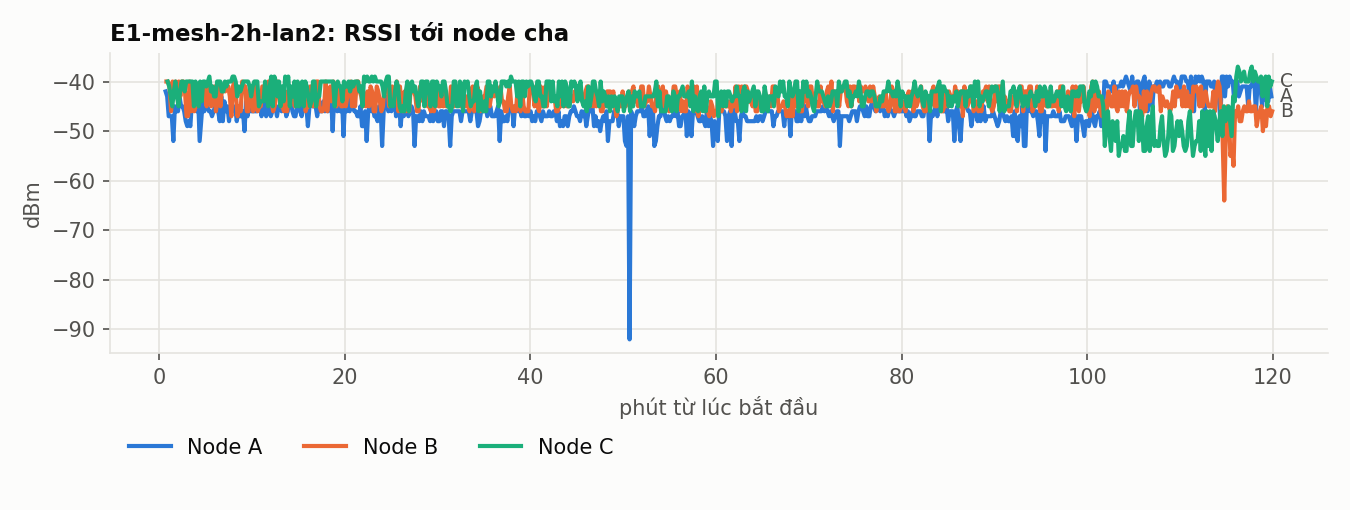 E1-mesh-2h-lan2: RSSI tới node cha
dBm
−40
−50
−60
−70
−80
−90
C
A
B
0 20 40 60 80 100 120
phút từ lúc bắt đầu
Node A Node B Node C